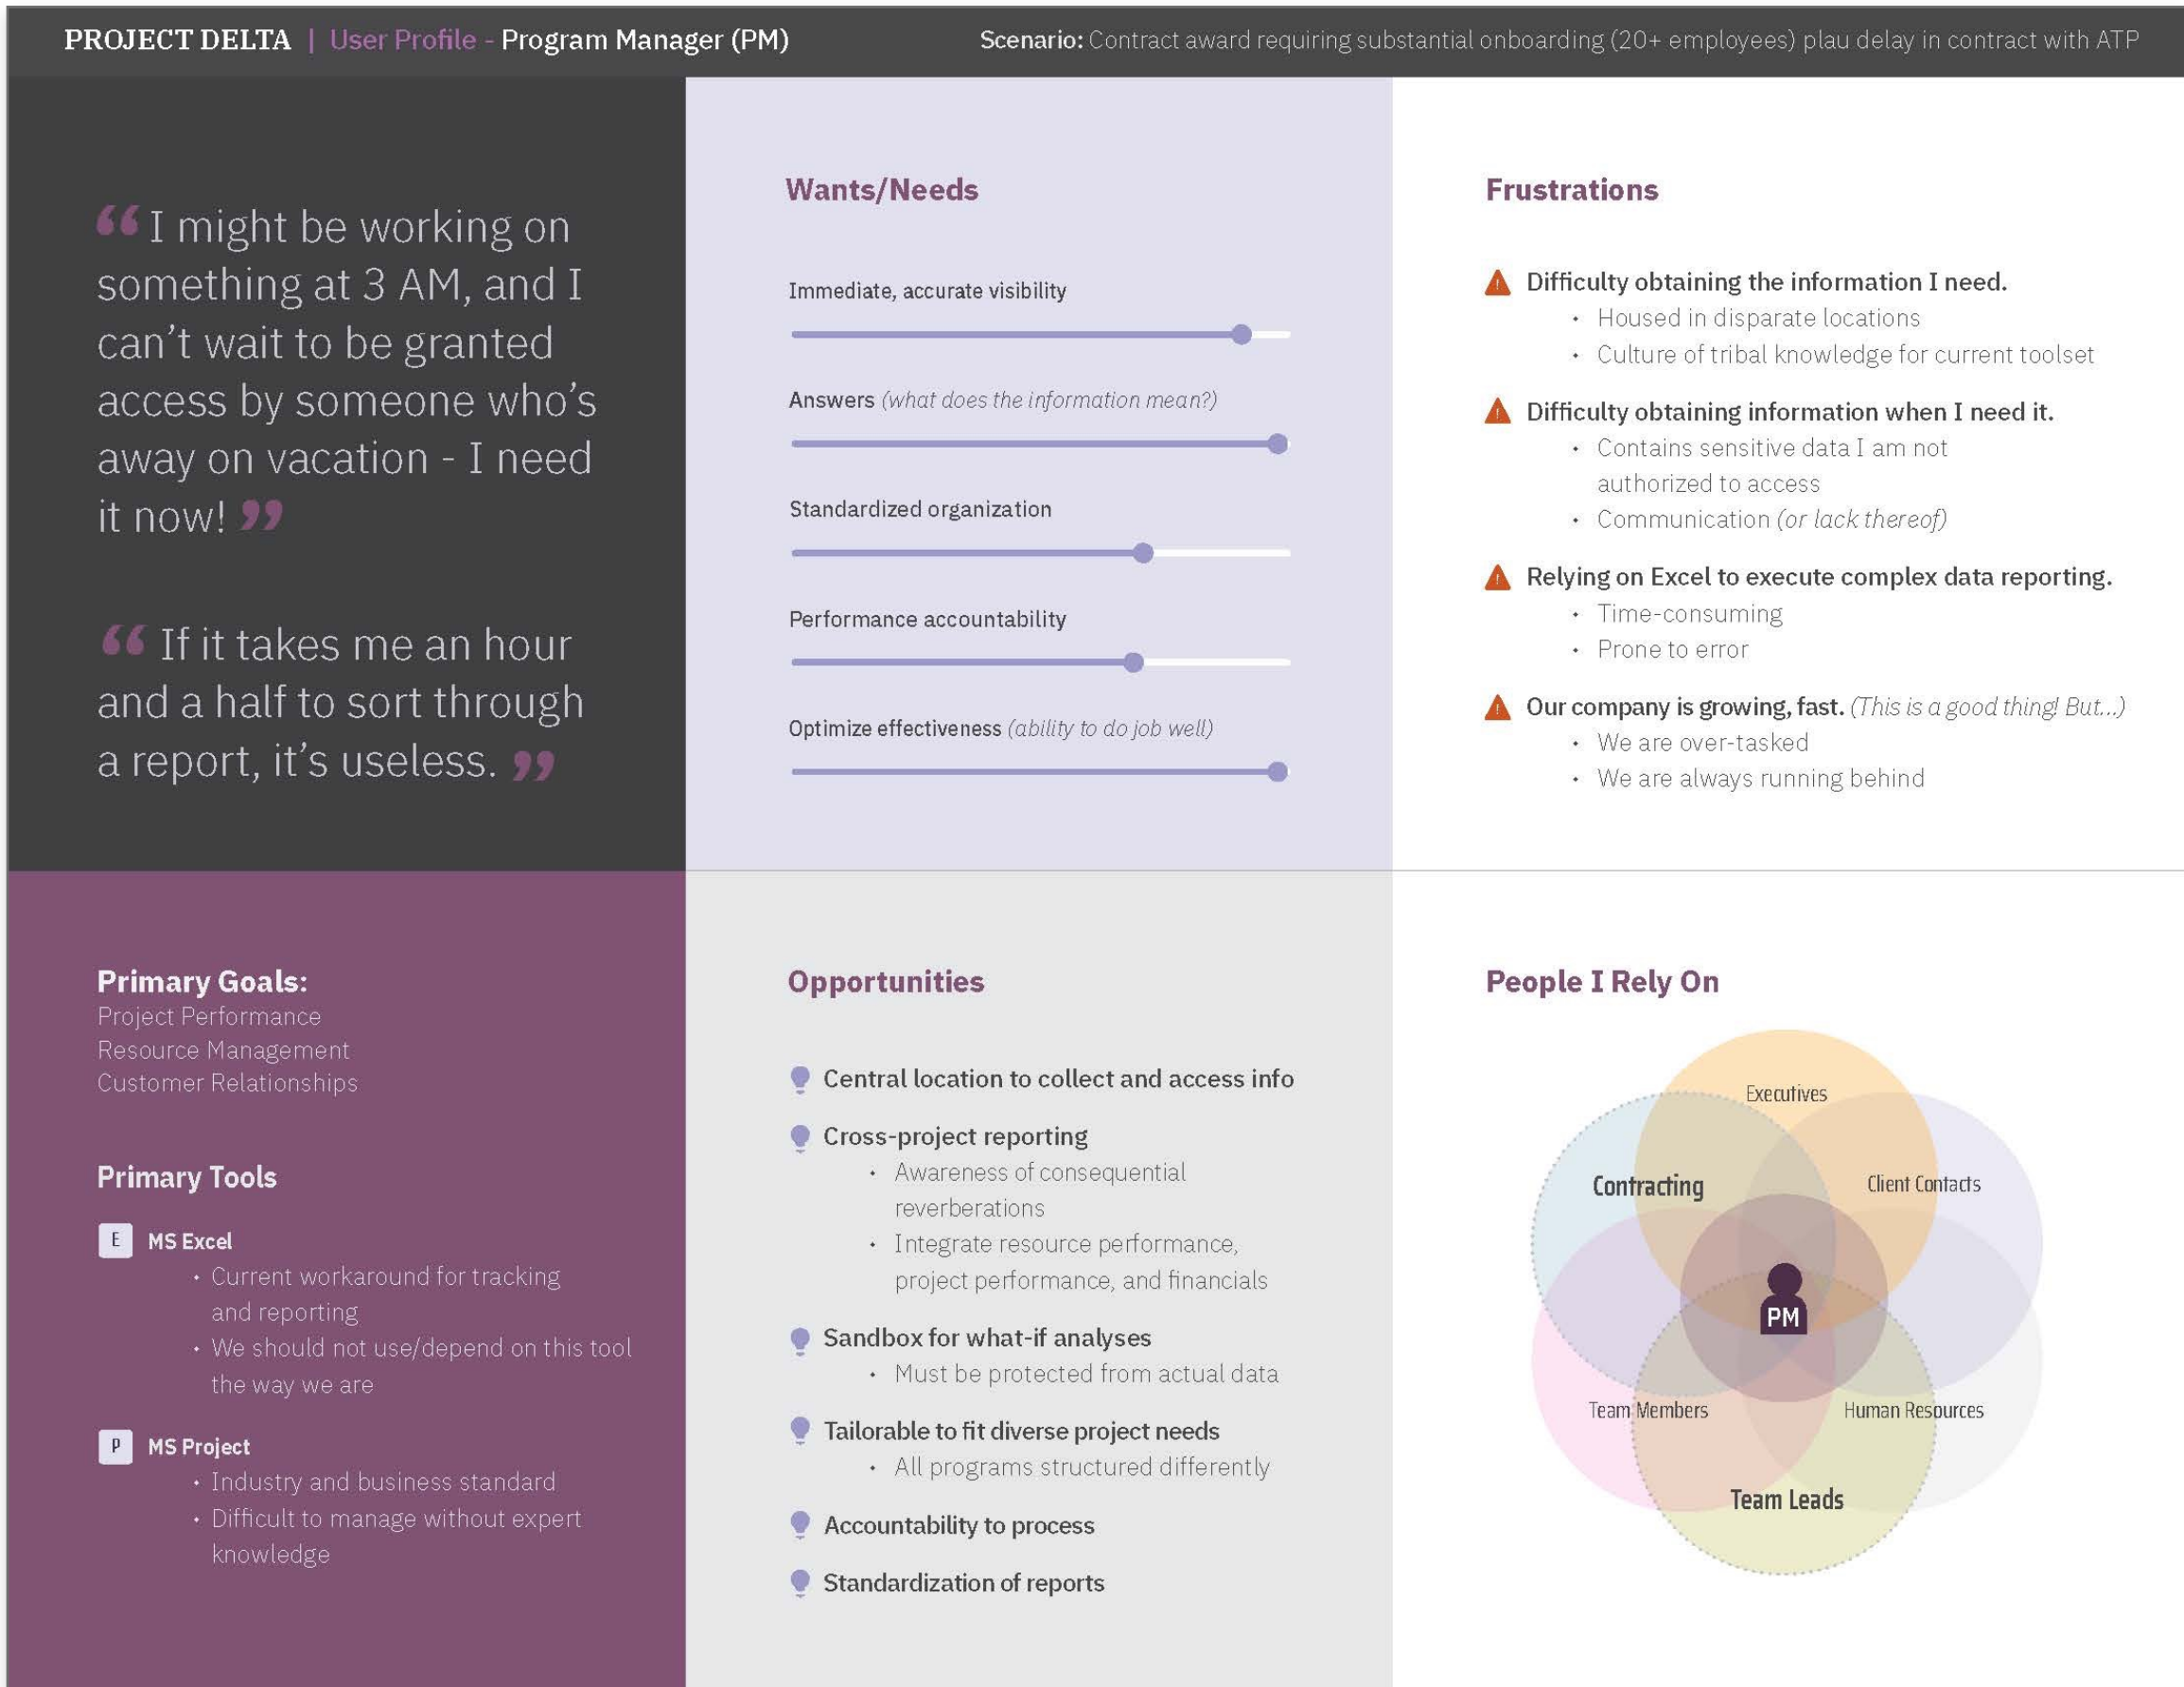 PROJECT DELTA | User Profile - Program Manager (PM)
Scenario: Contract award requiring substantial onboarding (20+ employees) plau delay in contract with ATP
“ I might be working on
something at 3 AM, and I
can’t wait to be granted
access by someone who’s
away on vacation - I need
it now! ”
“ If it takes me an hour
and a half to sort through
a report, it’s useless. ”
Wants/Needs
Immediate, accurate visibility
Answers (what does the information mean?)
Standardized organization
Performance accountability
Optimize effectiveness (ability to do job well)
Frustrations
! Difficulty obtaining the information I need.
• Housed in disparate locations
• Culture of tribal knowledge for current toolset
! Difficulty obtaining information when I need it.
• Contains sensitive data I am not
authorized to access
• Communication (or lack thereof)
! Relying on Excel to execute complex data reporting.
• Time-consuming
• Prone to error
! Our company is growing, fast. (This is a good thing! But...)
• We are over-tasked
• We are always running behind
Primary Goals:
Project Performance
Resource Management
Customer Relationships
Primary Tools
E MS Excel
• Current workaround for tracking
and reporting
• We should not use/depend on this tool
the way we are
P MS Project
• Industry and business standard
• Difficult to manage without expert
knowledge
Opportunities
Central location to collect and access info
Cross-project reporting
• Awareness of consequential
reverberations
• Integrate resource performance,
project performance, and financials
Sandbox for what-if analyses
• Must be protected from actual data
Tailorable to fit diverse project needs
• All programs structured differently
Accountability to process
Standardization of reports
People I Rely On
Executives
Contracting
Client Contacts
PM
Team Members
Human Resources
Team Leads